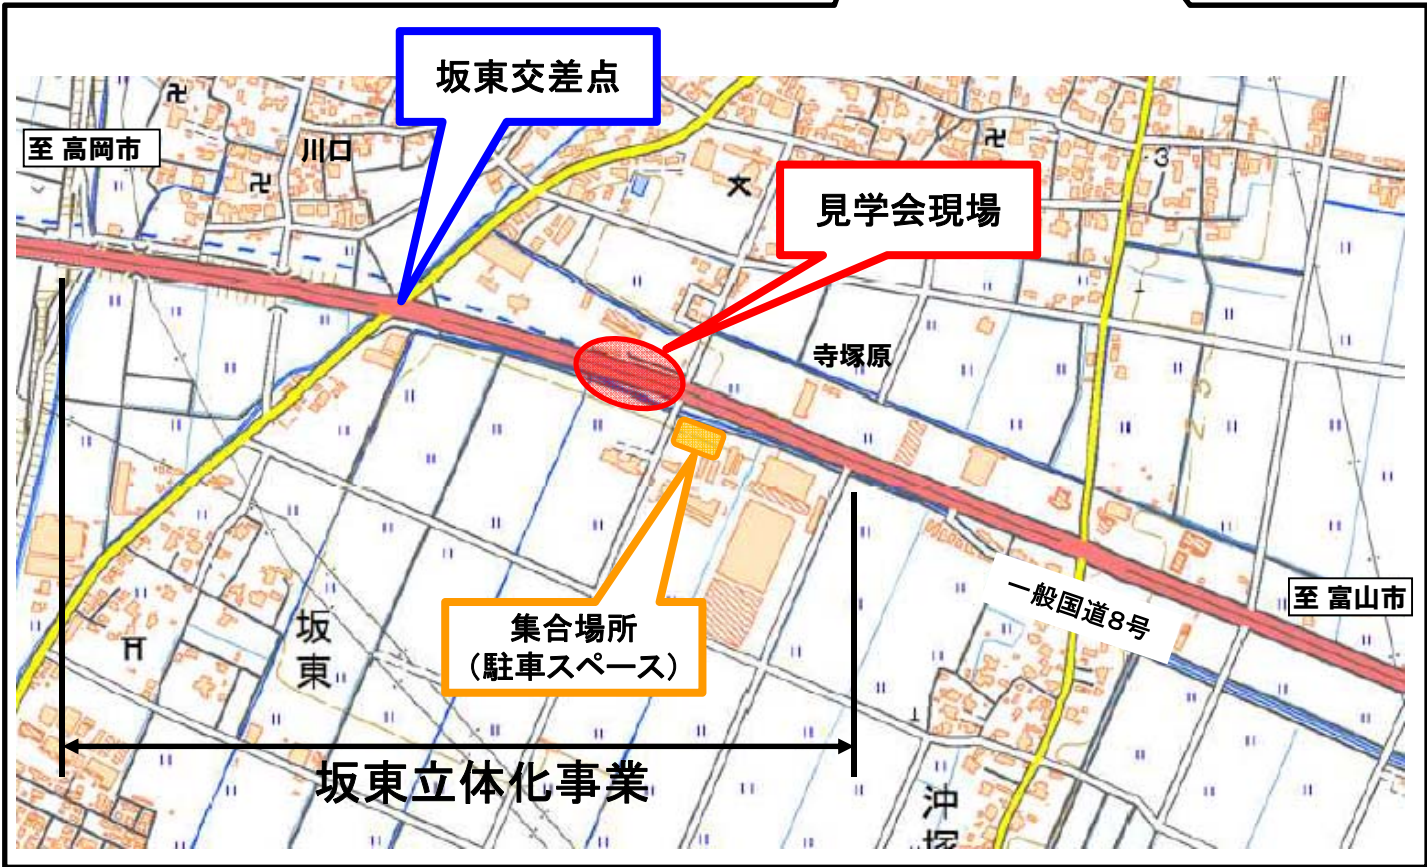 坂東交差点
至 高岡市
川口
見学会現場
3
寺塚原
一般国道8号
至 富山市
集合場所
(駐車スペース)
坂東
坂東立体化事業
沖塚